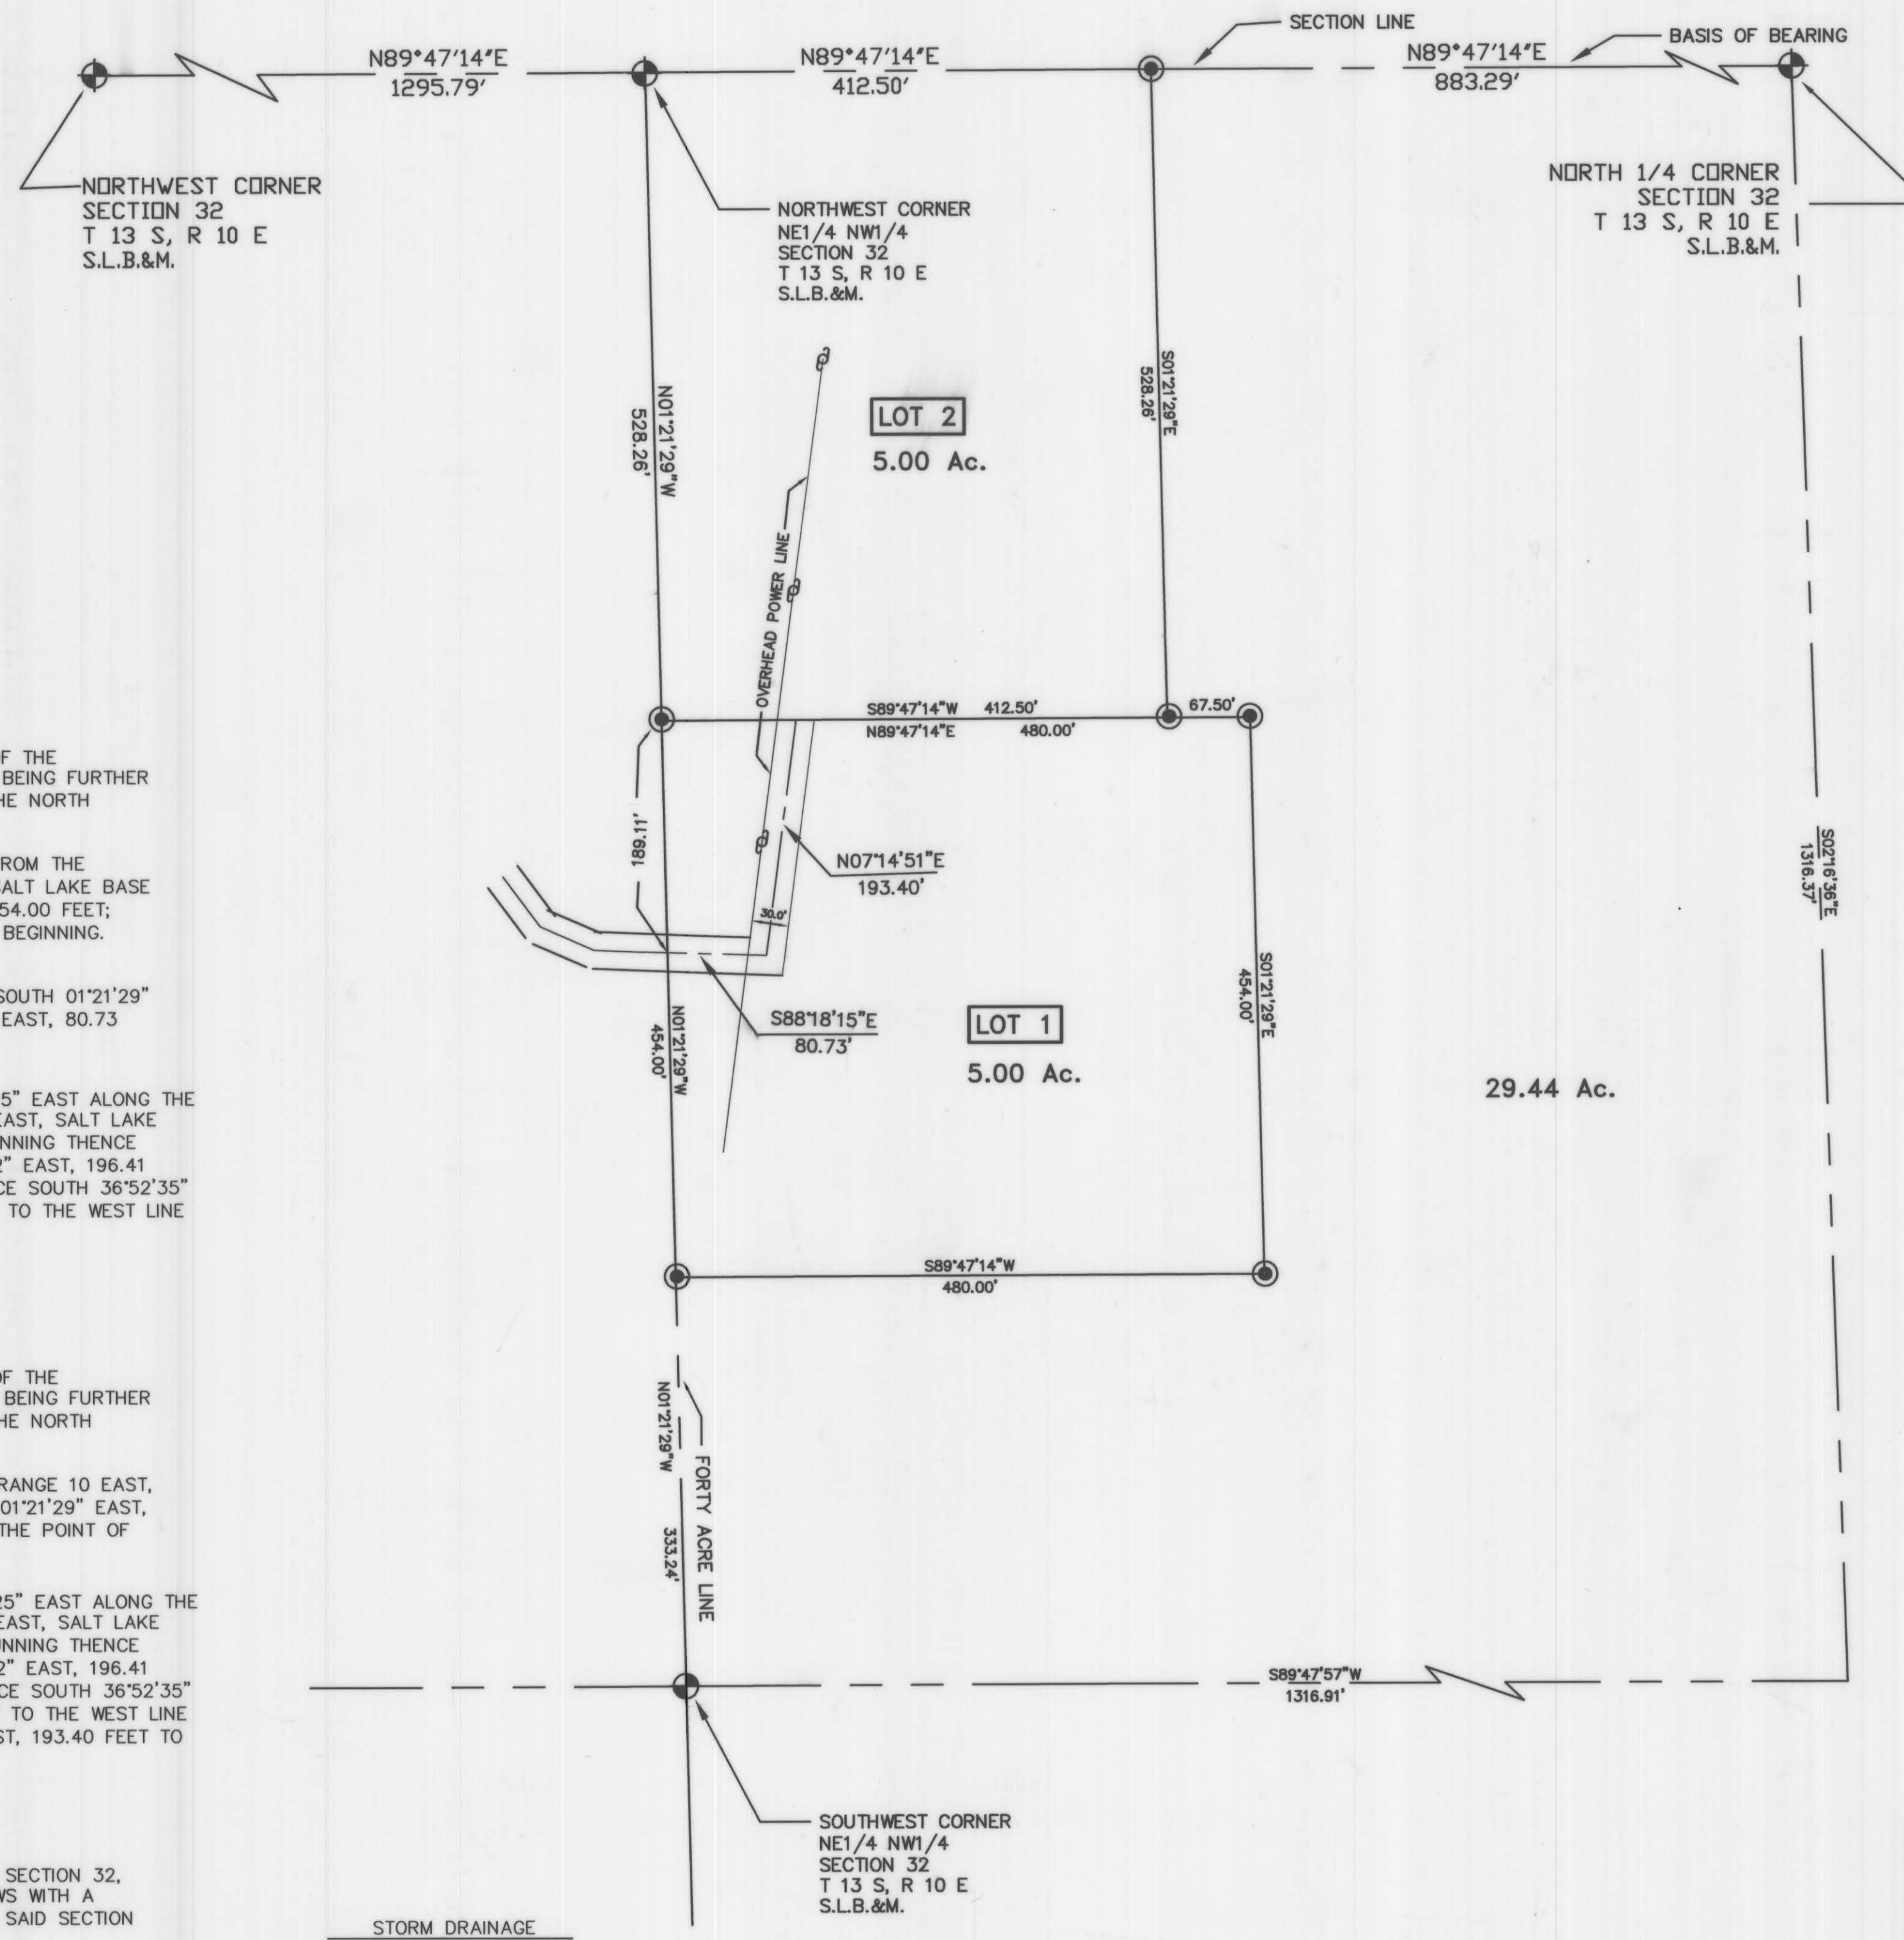 SECTION LINE
BASIS OF BEARING
N89°47'14"E
1295.79'
N89°47'14"E
412.50'
N89°47'14"E
883.29'
NORTHWEST CORNER
SECTION 32
T 13 S, R 10 E
S.L.B.&M.
NORTHWEST CORNER
NE1/4 NW1/4
SECTION 32
T 13 S, R 10 E
S.L.B.&M.
NORTH 1/4 CORNER
SECTION 32
T 13 S, R 10 E
S.L.B.&M.
N01°21'29"W
528.26'
LOT 2
5.00 Ac.
S01°21'29"E
528.26'
OVERHEAD POWER LINE
S89°47'14"W 412.50'
N89°47'14"E 480.00'
67.50'
189.11'
N07°14'51"E
193.40'
30.0'
S88°18'15"E
80.73'
N01°21'29"W
454.00'
LOT 1
5.00 Ac.
S01°21'29"E
454.00'
S02°16'36"E
1316.37'
29.44 Ac.
S89°47'14"W
480.00'
N01°21'29"W
333.24'
FORTY ACRE LINE
S89°47'57"W
1316.91'
SOUTHWEST CORNER
NE1/4 NW1/4
SECTION 32
T 13 S, R 10 E
S.L.B.&M.
F THE
BEING FURTHER
HE NORTH
ROM THE
SALT LAKE BASE
54.00 FEET;
BEGINNING.
SOUTH 01°21'29"
EAST, 80.73
5" EAST ALONG THE
EAST, SALT LAKE
NNING THENCE
2" EAST, 196.41
CE SOUTH 36°52'35"
TO THE WEST LINE
OF THE
BEING FURTHER
HE NORTH
RANGE 10 EAST,
01°21'29" EAST,
THE POINT OF
25" EAST ALONG THE
EAST, SALT LAKE
UNNING THENCE
2" EAST, 196.41
CE SOUTH 36°52'35"
TO THE WEST LINE
ST, 193.40 FEET TO
SECTION 32,
WS WITH A
SAID SECTION
STORM DRAINAGE